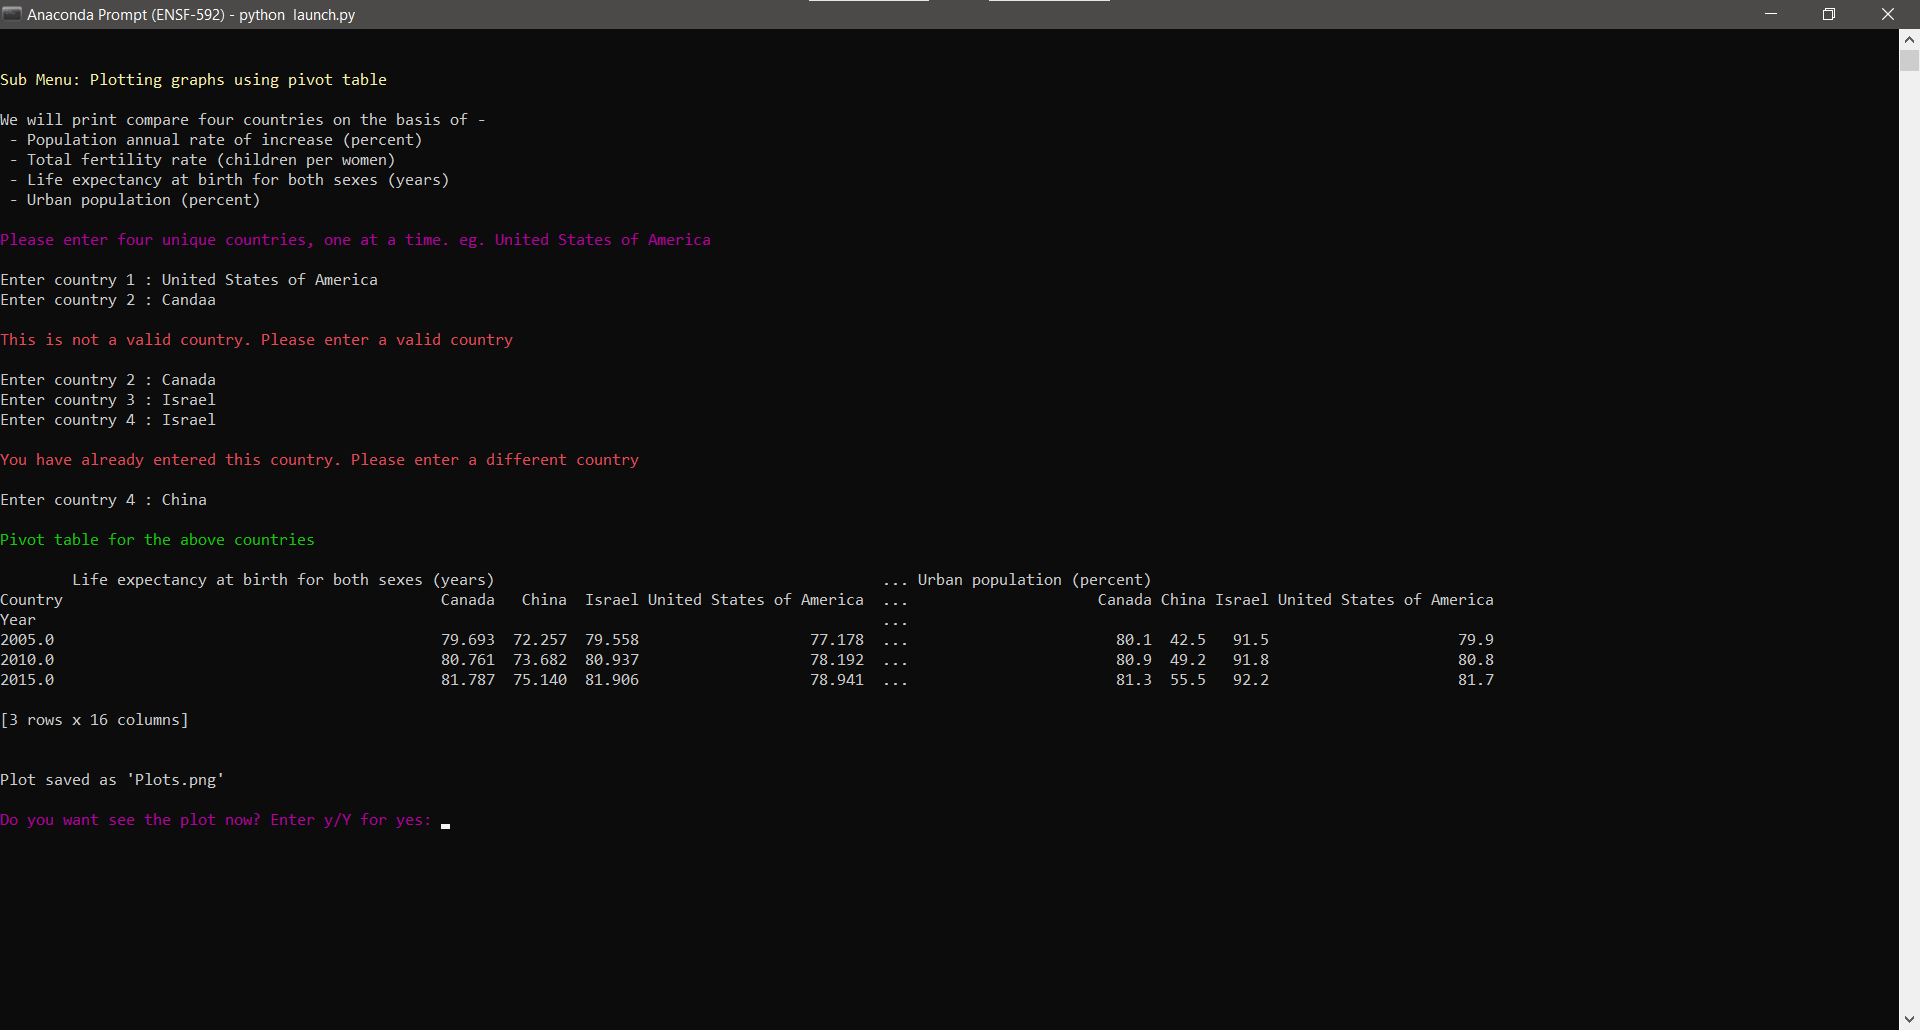 Anaconda Prompt (ENSF-592) - python  launch.py
Sub Menu: Plotting graphs using pivot table
We will print compare four countries on the basis of -
 - Population annual rate of increase (percent)
 - Total fertility rate (children per women)
 - Life expectancy at birth for both sexes (years)
 - Urban population (percent)
Please enter four unique countries, one at a time. eg. United States of America
Enter country 1 : United States of America
Enter country 2 : Candaa
This is not a valid country. Please enter a valid country
Enter country 2 : Canada
Enter country 3 : Israel
Enter country 4 : Israel
You have already entered this country. Please enter a different country
Enter country 4 : China
Pivot table for the above countries
        Life expectancy at birth for both sexes (years)                                           ... Urban population (percent)
Country                                          Canada   China  Israel United States of America  ...                     Canada China Israel United States of America
Year                                                                                              ...
2005.0                                           79.693  72.257  79.558                   77.178  ...                       80.1  42.5   91.5                     79.9
2010.0                                           80.761  73.682  80.937                   78.192  ...                       80.9  49.2   91.8                     80.8
2015.0                                           81.787  75.140  81.906                   78.941  ...                       81.3  55.5   92.2                     81.7
[3 rows x 16 columns]
Plot saved as 'Plots.png'
Do you want see the plot now? Enter y/Y for yes: